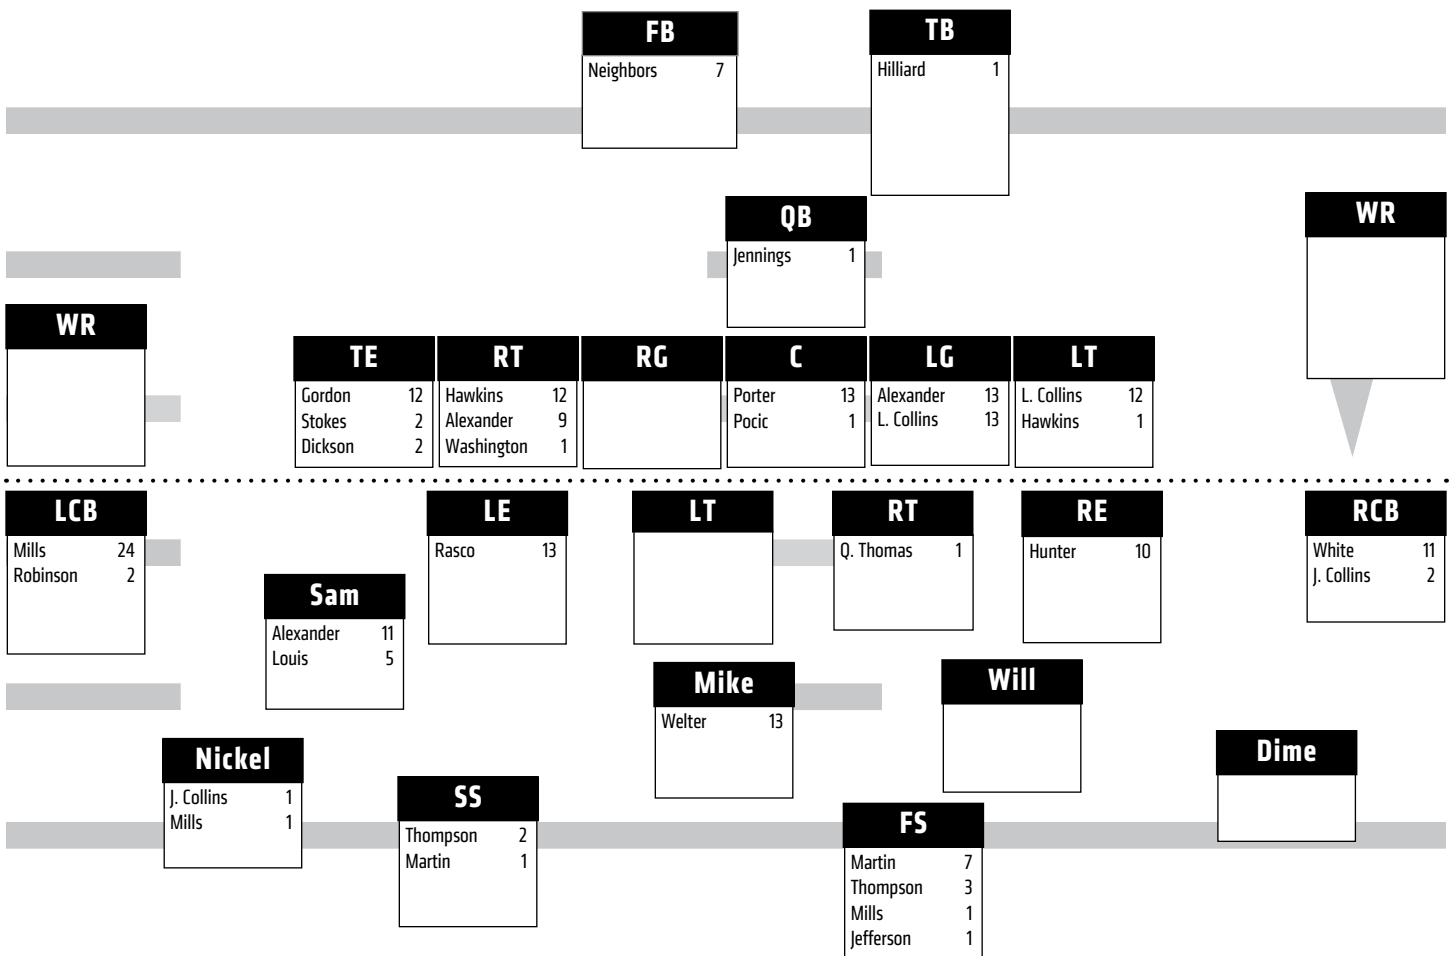 FB
Neighbors 7
TB
Hilliard 1
QB
Jennings 1
WR
WR
TE
Gordon 12
Stokes 2
Dickson 2
RT
Hawkins 12
Alexander 9
Washington 1
RG
C
Porter 13
Pocic 1
LG
Alexander 13
L. Collins 13
LT
L. Collins 12
Hawkins 1
LCB
Mills 24
Robinson 2
Sam
Alexander 11
Louis 5
LE
Rasco 13
LT
RT
Q. Thomas 1
RE
Hunter 10
RCB
White 11
J. Collins 2
Mike
Welter 13
Will
Nickel
J. Collins 1
Mills 1
SS
Thompson 2
Martin 1
FS
Martin 7
Thompson 3
Mills 1
Jefferson 1
Dime